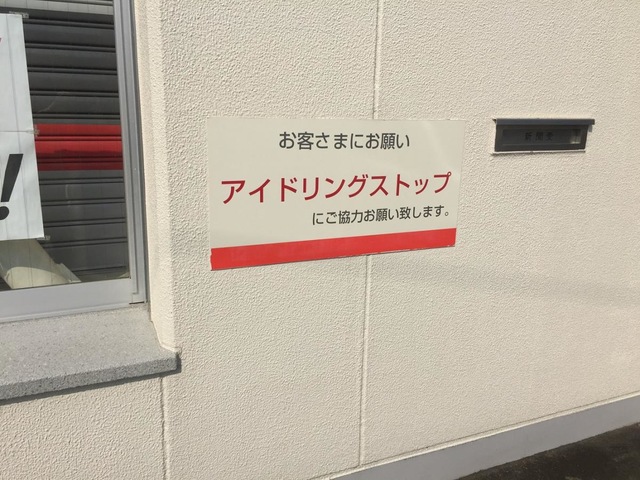 お客さまにお願い
アイドリングストップ
にご協力お願い致します。
!